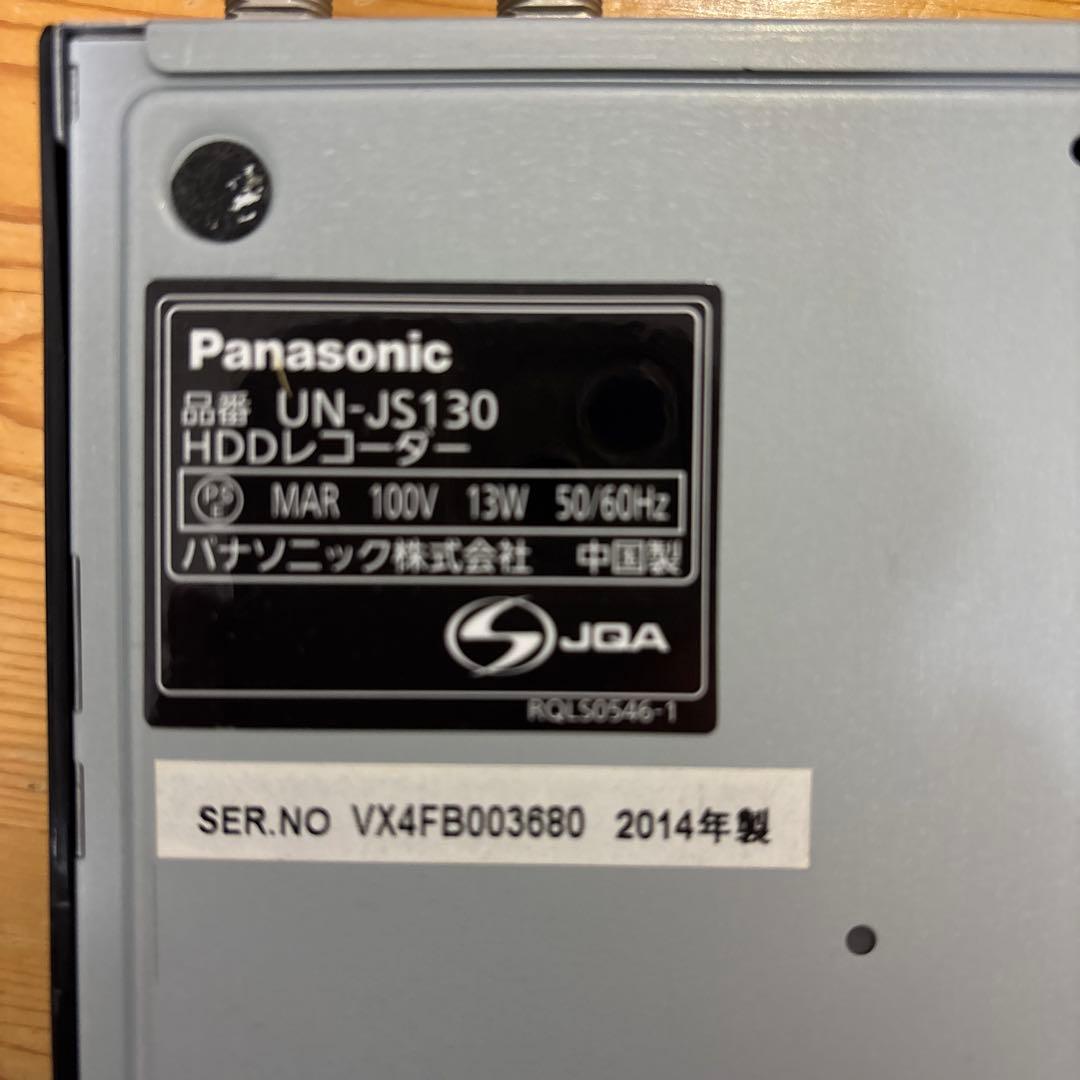 Panasonic
品番 UN-JS130
HDDレコーダー
PSE MAR 100V 13W 50/60Hz
パナソニック株式会社 中国製
JQA
RQLS0546-1
SER.NO VX4FB003680 2014年製